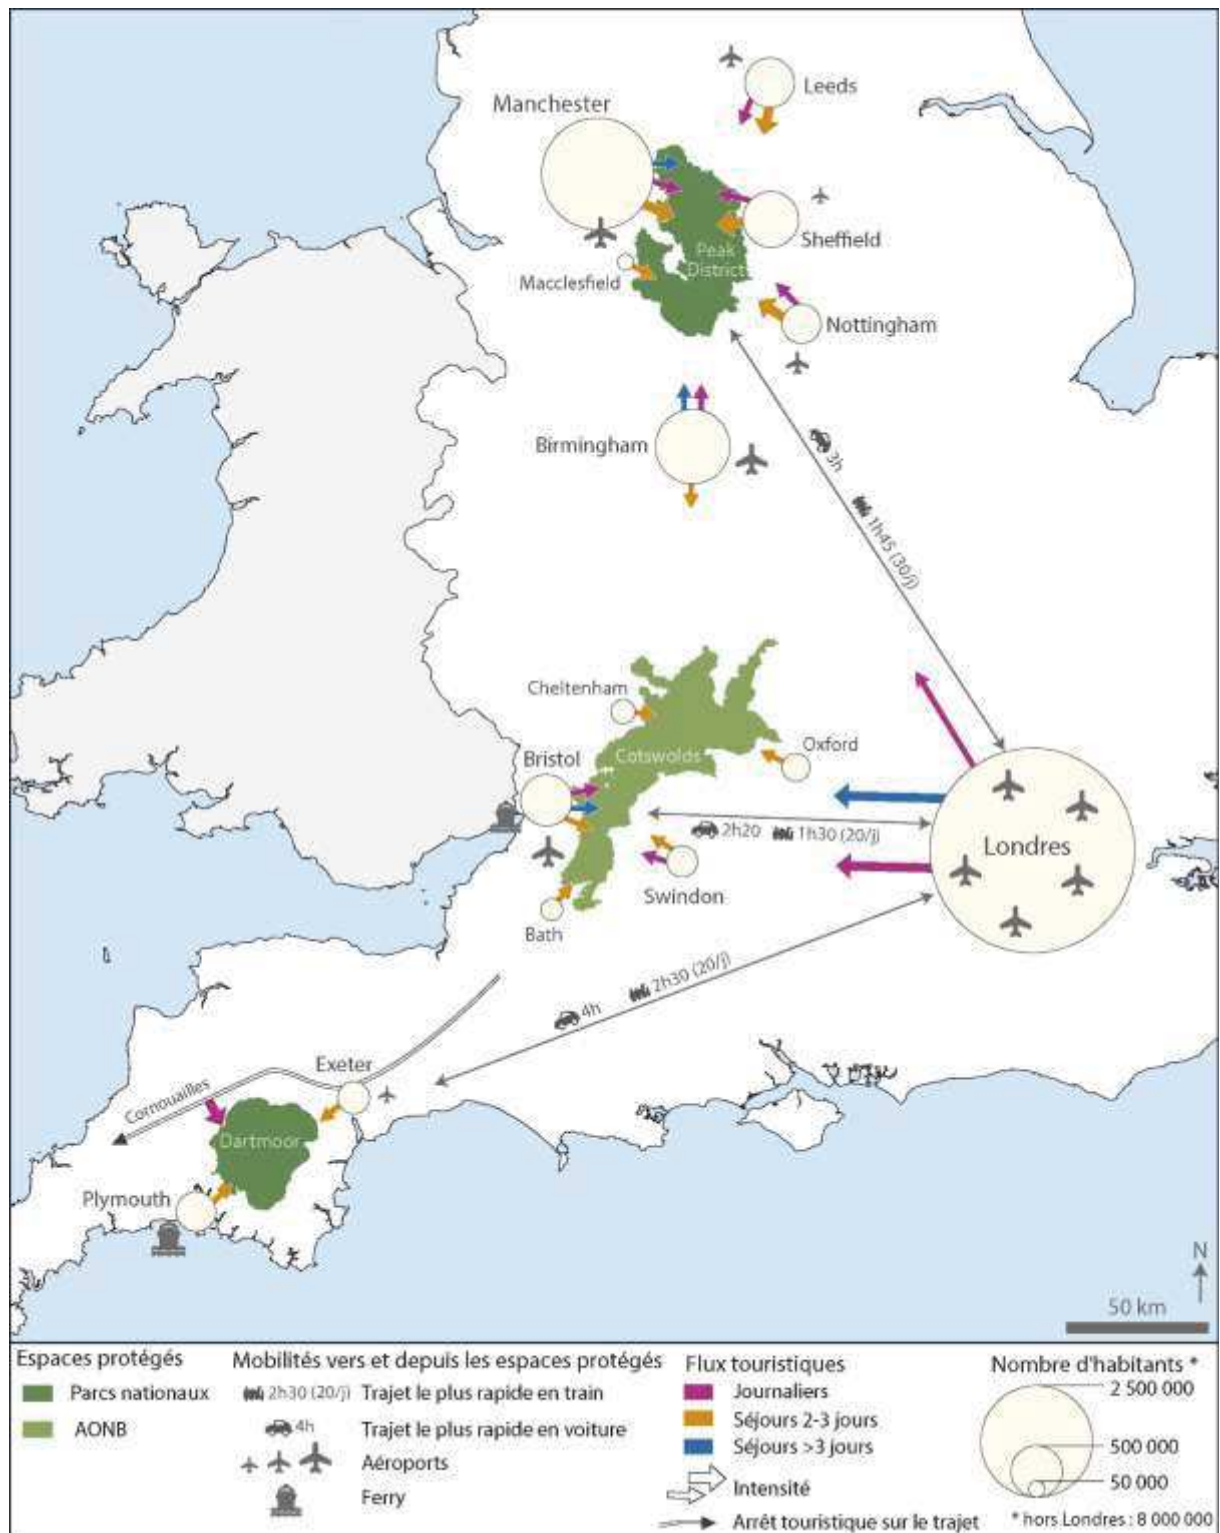 Leeds
Manchester
Sheffield
Peak
District
Macclesfield
Nottingham
Birmingham
3h
1h45 (30/j)
Cheltenham
Oxford
Cotswolds
Bristol
2h20
1h30 (20/j)
Londres
Swindon
Bath
2h30 (20/j)
4h
Exeter
Cornouailles
Dartmoor
Plymouth
N
50 km
Espaces protégés
Parcs nationaux
AONB
Mobilités vers et depuis les espaces protégés
2h30 (20/j) Trajet le plus rapide en train
4h Trajet le plus rapide en voiture
Aéroports
Ferry
Flux touristiques
Journaliers
Séjours 2-3 jours
Séjours >3 jours
Intensité
Arrêt touristique sur le trajet
Nombre d'habitants *
2 500 000
500 000
50 000
* hors Londres : 8 000 000